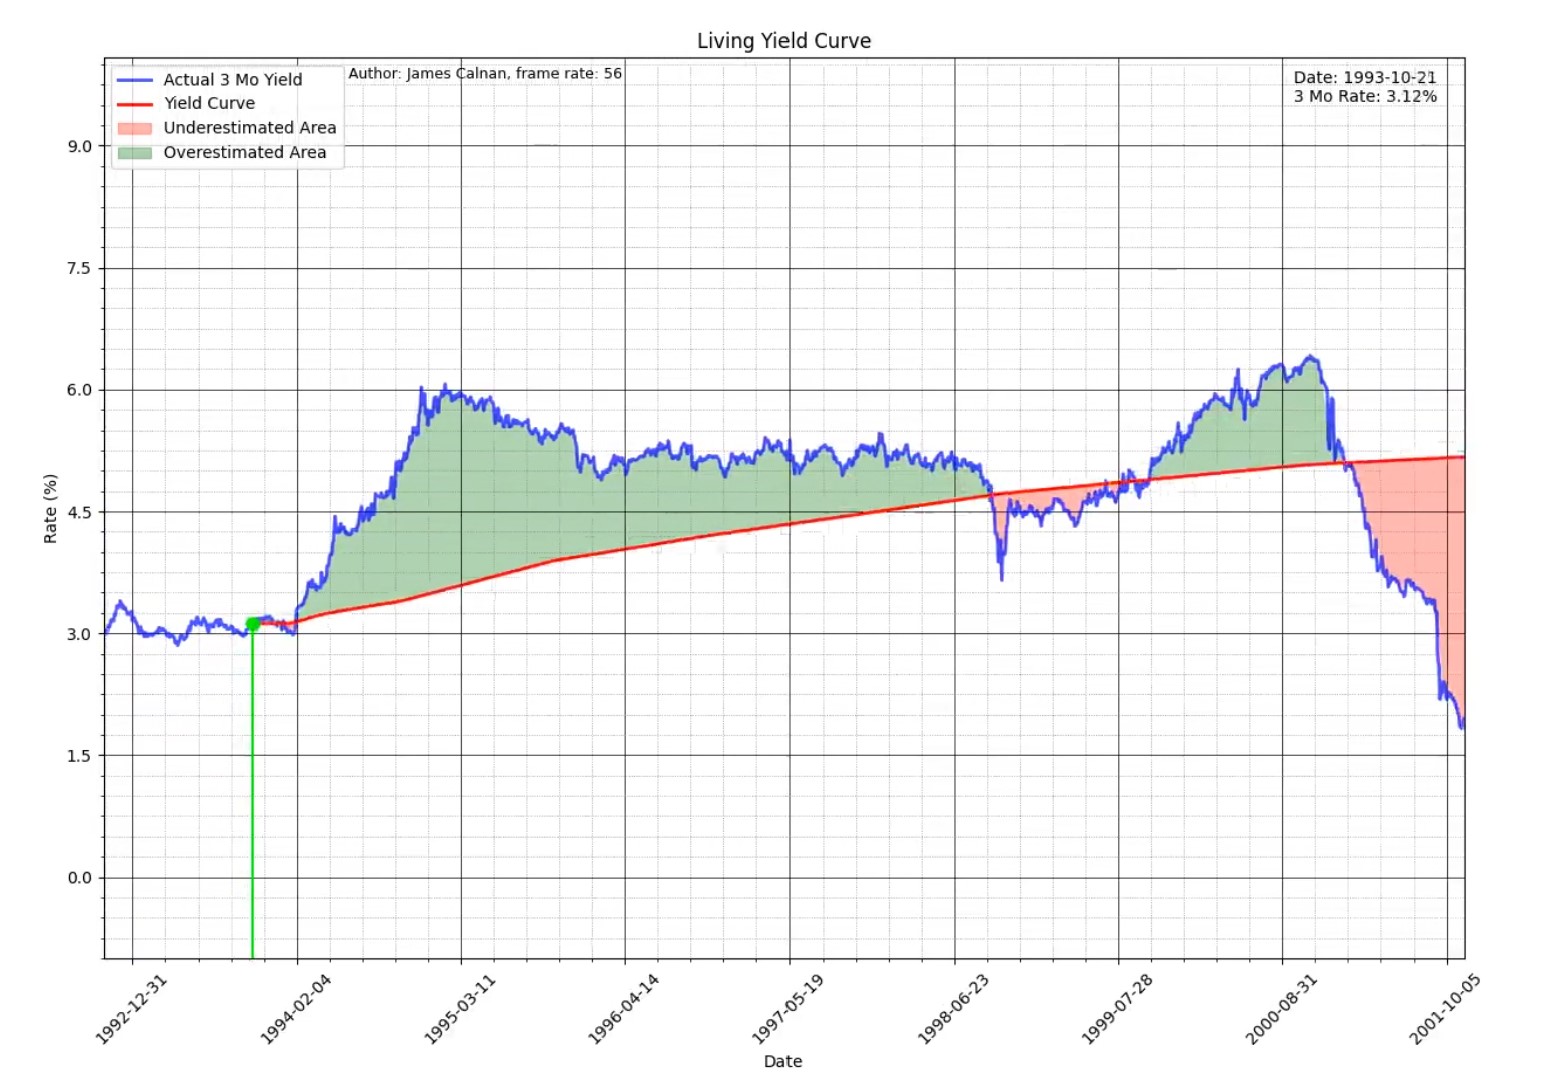 Living Yield Curve
Actual 3 Mo Yield
Yield Curve
Underestimated Area
Overestimated Area
Author: James Calnan, frame rate: 56
Date: 1993-10-21
3 Mo Rate: 3.12%
Rate (%)
9.0
7.5
6.0
4.5
3.0
1.5
0.0
1992-12-31
1994-02-04
1995-03-11
1996-04-14
1997-05-19
1998-06-23
1999-07-28
2000-08-31
2001-10-05
Date